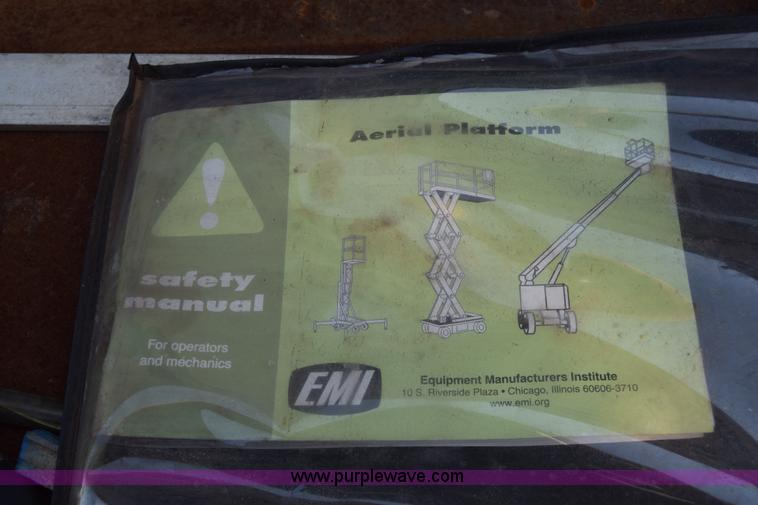 Aerial Platform
safety
manual
For operators
and mechanics
EMI
Equipment Manufacturers Institute
10 S. Riverside Plaza • Chicago, Illinois 60606-3710
www.emi.org
www.purplewave.com